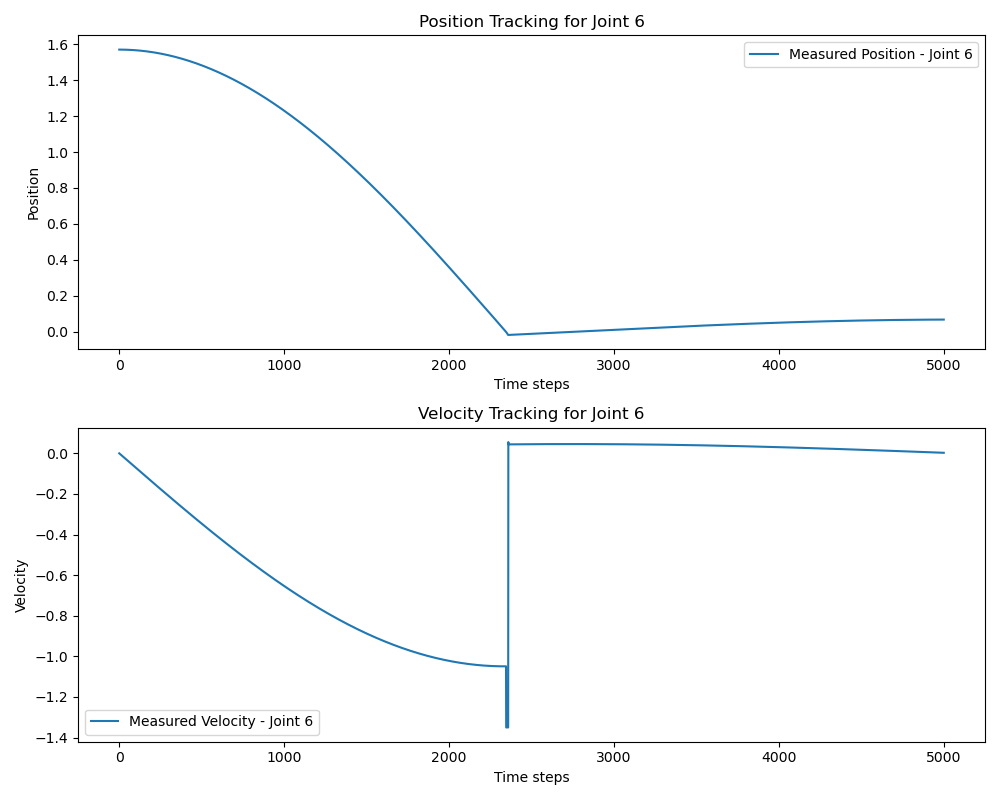 Position Tracking for Joint 6
Measured Position - Joint 6
1.6
1.4
1.2
1.0
0.8
0.6
0.4
0.2
0.0
Position
0 1000 2000 3000 4000 5000
Time steps
Velocity Tracking for Joint 6
0.0
−0.2
−0.4
−0.6
−0.8
−1.0
−1.2
−1.4
Velocity
Measured Velocity - Joint 6
0 1000 2000 3000 4000 5000
Time steps